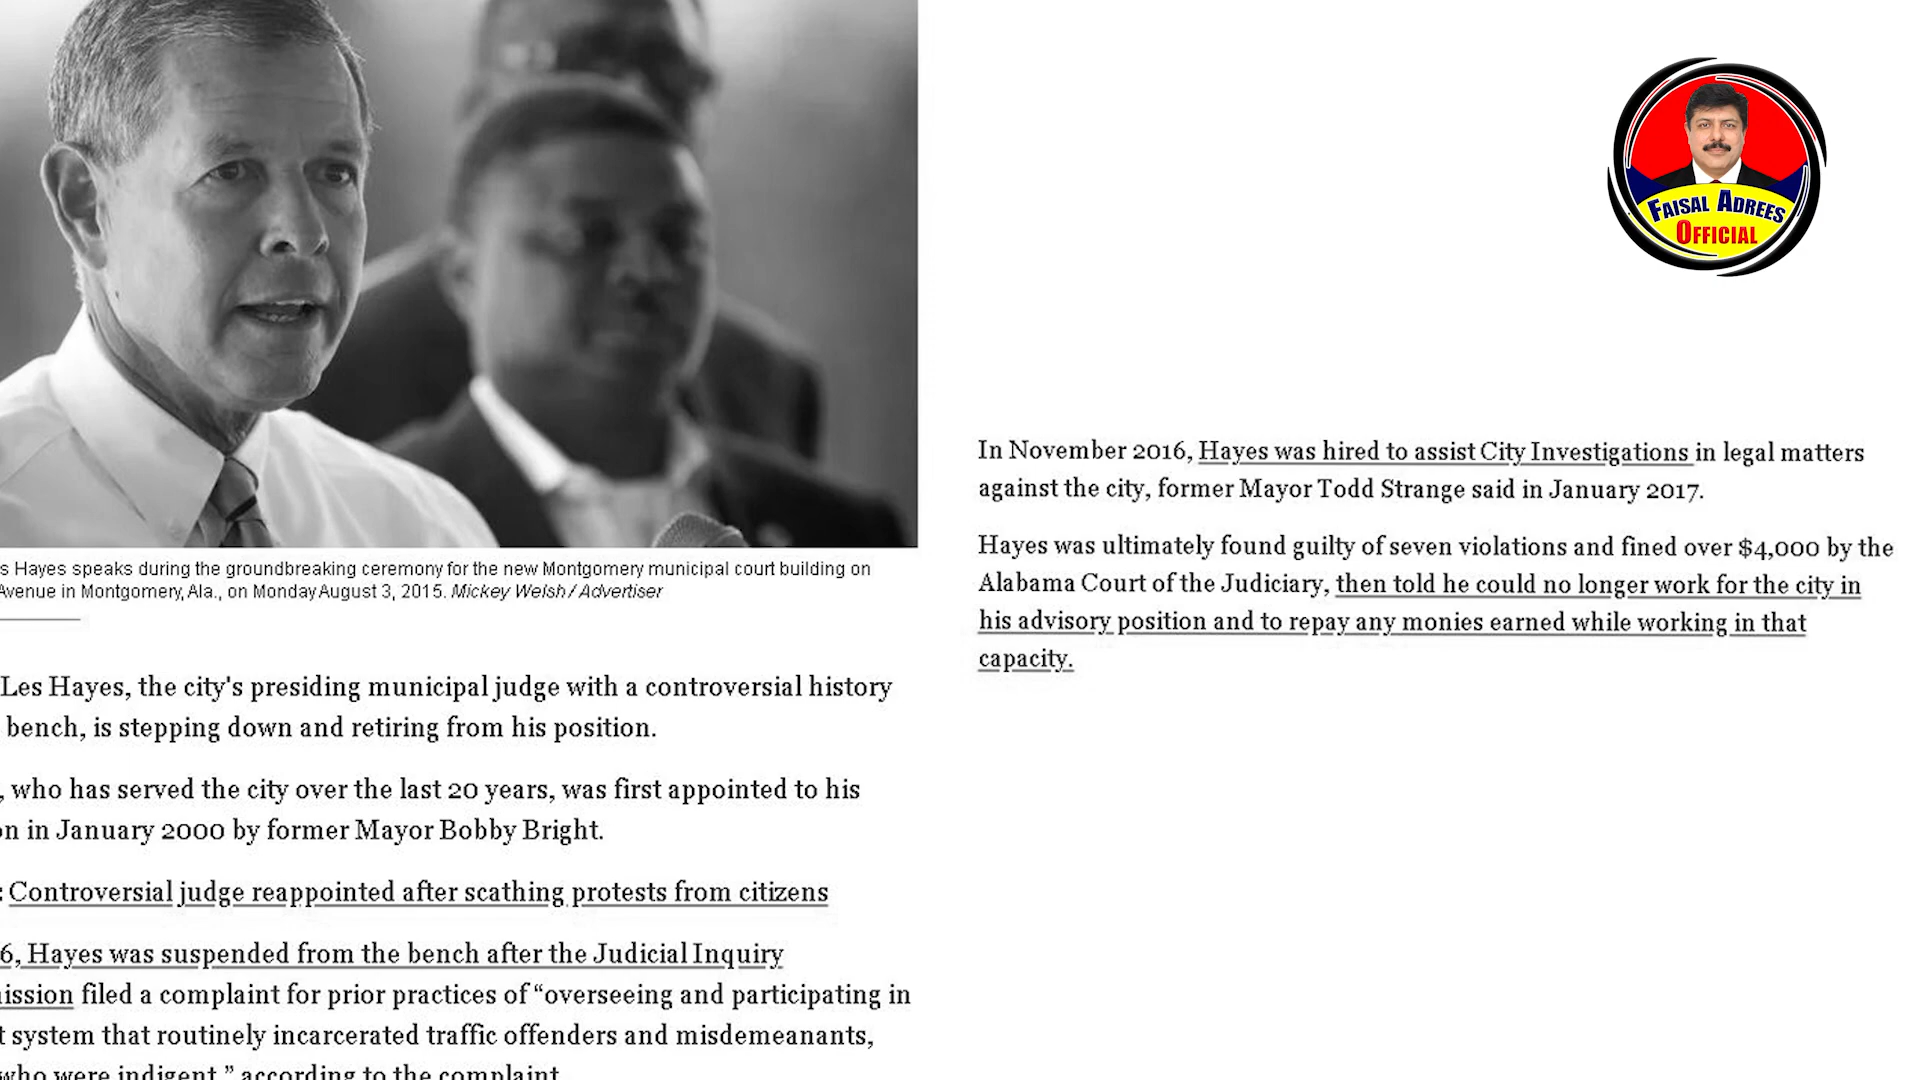 s Hayes speaks during the groundbreaking ceremony for the new Montgomery municipal court building on
Avenue in Montgomery, Ala., on Monday August 3, 2015. Mickey Welsh / Advertiser
Les Hayes, the city's presiding municipal judge with a controversial history
bench, is stepping down and retiring from his position.
, who has served the city over the last 20 years, was first appointed to his
on in January 2000 by former Mayor Bobby Bright.
: Controversial judge reappointed after scathing protests from citizens
6, Hayes was suspended from the bench after the Judicial Inquiry
ission filed a complaint for prior practices of “overseeing and participating in
t system that routinely incarcerated traffic offenders and misdemeanants,
who were indigent,” according to the complaint.
In November 2016, Hayes was hired to assist City Investigations in legal matters
against the city, former Mayor Todd Strange said in January 2017.
Hayes was ultimately found guilty of seven violations and fined over $4,000 by the
Alabama Court of the Judiciary, then told he could no longer work for the city in
his advisory position and to repay any monies earned while working in that
capacity.
FAISAL ADREES
OFFICIAL